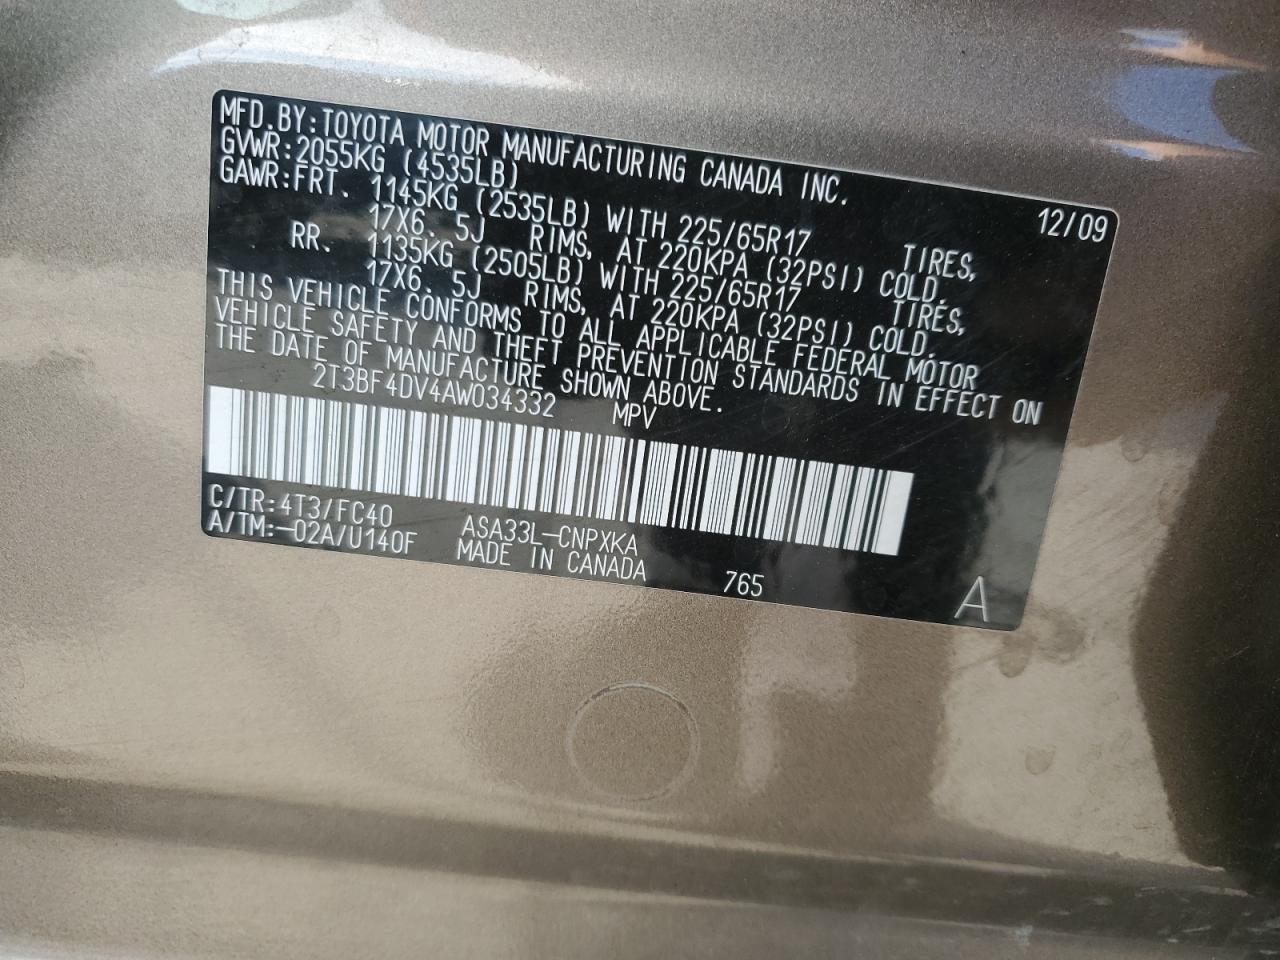 MFD.BY:TOYOTA MOTOR MANUFACTURING CANADA INC.
GVWR:2055KG (4535LB) 12/09
GAWR:FRT. 1145KG (2535LB) WITH 225/65R17 TIRES,
17X6.5J RIMS, AT 220KPA (32PSI) COLD.
RR. 1135KG (2505LB) WITH 225/65R17 TIRES,
17X6.5J RIMS, AT 220KPA (32PSI) COLD.
THIS VEHICLE CONFORMS TO ALL APPLICABLE FEDERAL MOTOR
VEHICLE SAFETY AND THEFT PREVENTION STANDARDS IN EFFECT ON
THE DATE OF MANUFACTURE SHOWN ABOVE.
2T3BF4DV4AW034332 MPV
C/TR:4T3/FC40 ASA33L-CNPXKA
A/TM:-02A/U140F MADE IN CANADA 765
A